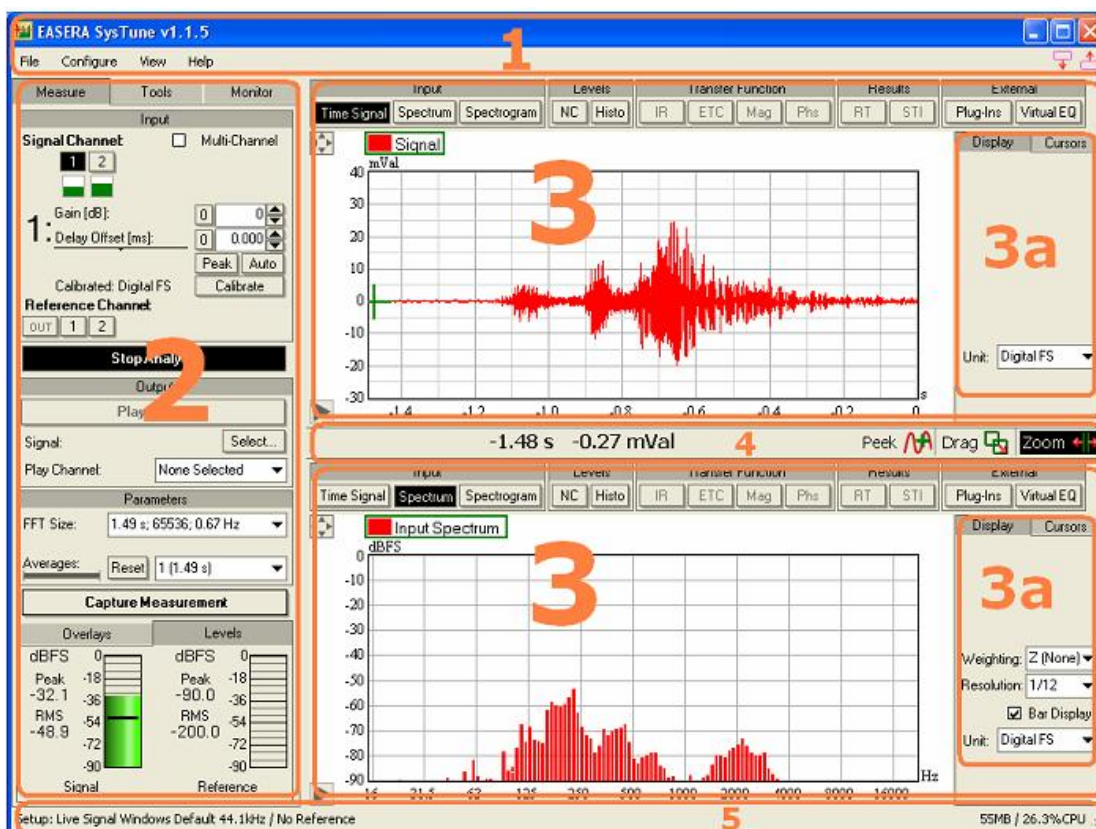 EASERA SysTune v1.1.5
1
File Configure View Help
Measure Tools Monitor
Input
Signal Channel: Multi-Channel
1 2
1:
Gain [dB]: 0 0
Delay Offset [ms]: 0 0.000
Peak Auto
Calibrated: Digital FS Calibrate
Reference Channel:
OUT 1 2
Stop
2
Play
Signal: Select...
Play Channel: None Selected
Parameters
FFT Size: 1.49 s; 65536; 0.67 Hz
Averages: Reset 1 (1.49 s)
Capture Measurement
Overlays Levels
dBFS 0 dBFS 0
Peak -18 Peak -18
-32.1 -36 -90.0 -36
RMS -54 RMS -54
-48.9 -72 -200.0 -72
-90 -90
Signal Reference
Input Levels Transfer Function Results External
Time Signal Spectrum Spectrogram NC Histo IR ETC Mag Phs RT STI Plug-Ins Virtual EQ
Signal
mVal
40
30
20
10
0
-10
-20
-30
-1.4 -1.2 -1.0 -0.8 -0.6 -0.4 -0.2 0
s
3
Display Cursors
3a
Unit: Digital FS
-1.48 s -0.27 mVal 4 Peek Drag Zoom
Input Levels Transfer Function Results External
Time Signal Spectrum Spectrogram NC Histo IR ETC Mag Phs RT STI Plug-Ins Virtual EQ
Input Spectrum
dBFS
0
-10
-20
-30
-40
-50
-60
-70
-80
-90
16 31.5 63 125 250 500 1000 2000 4000 8000 16000
Hz
3
Display Cursors
3a
Weighting: Z (None)
Resolution: 1/12
Bar Display
Unit: Digital FS
Setup: Live Signal Windows Default 44.1kHz / No Reference 5 55MB / 26.3%CPU